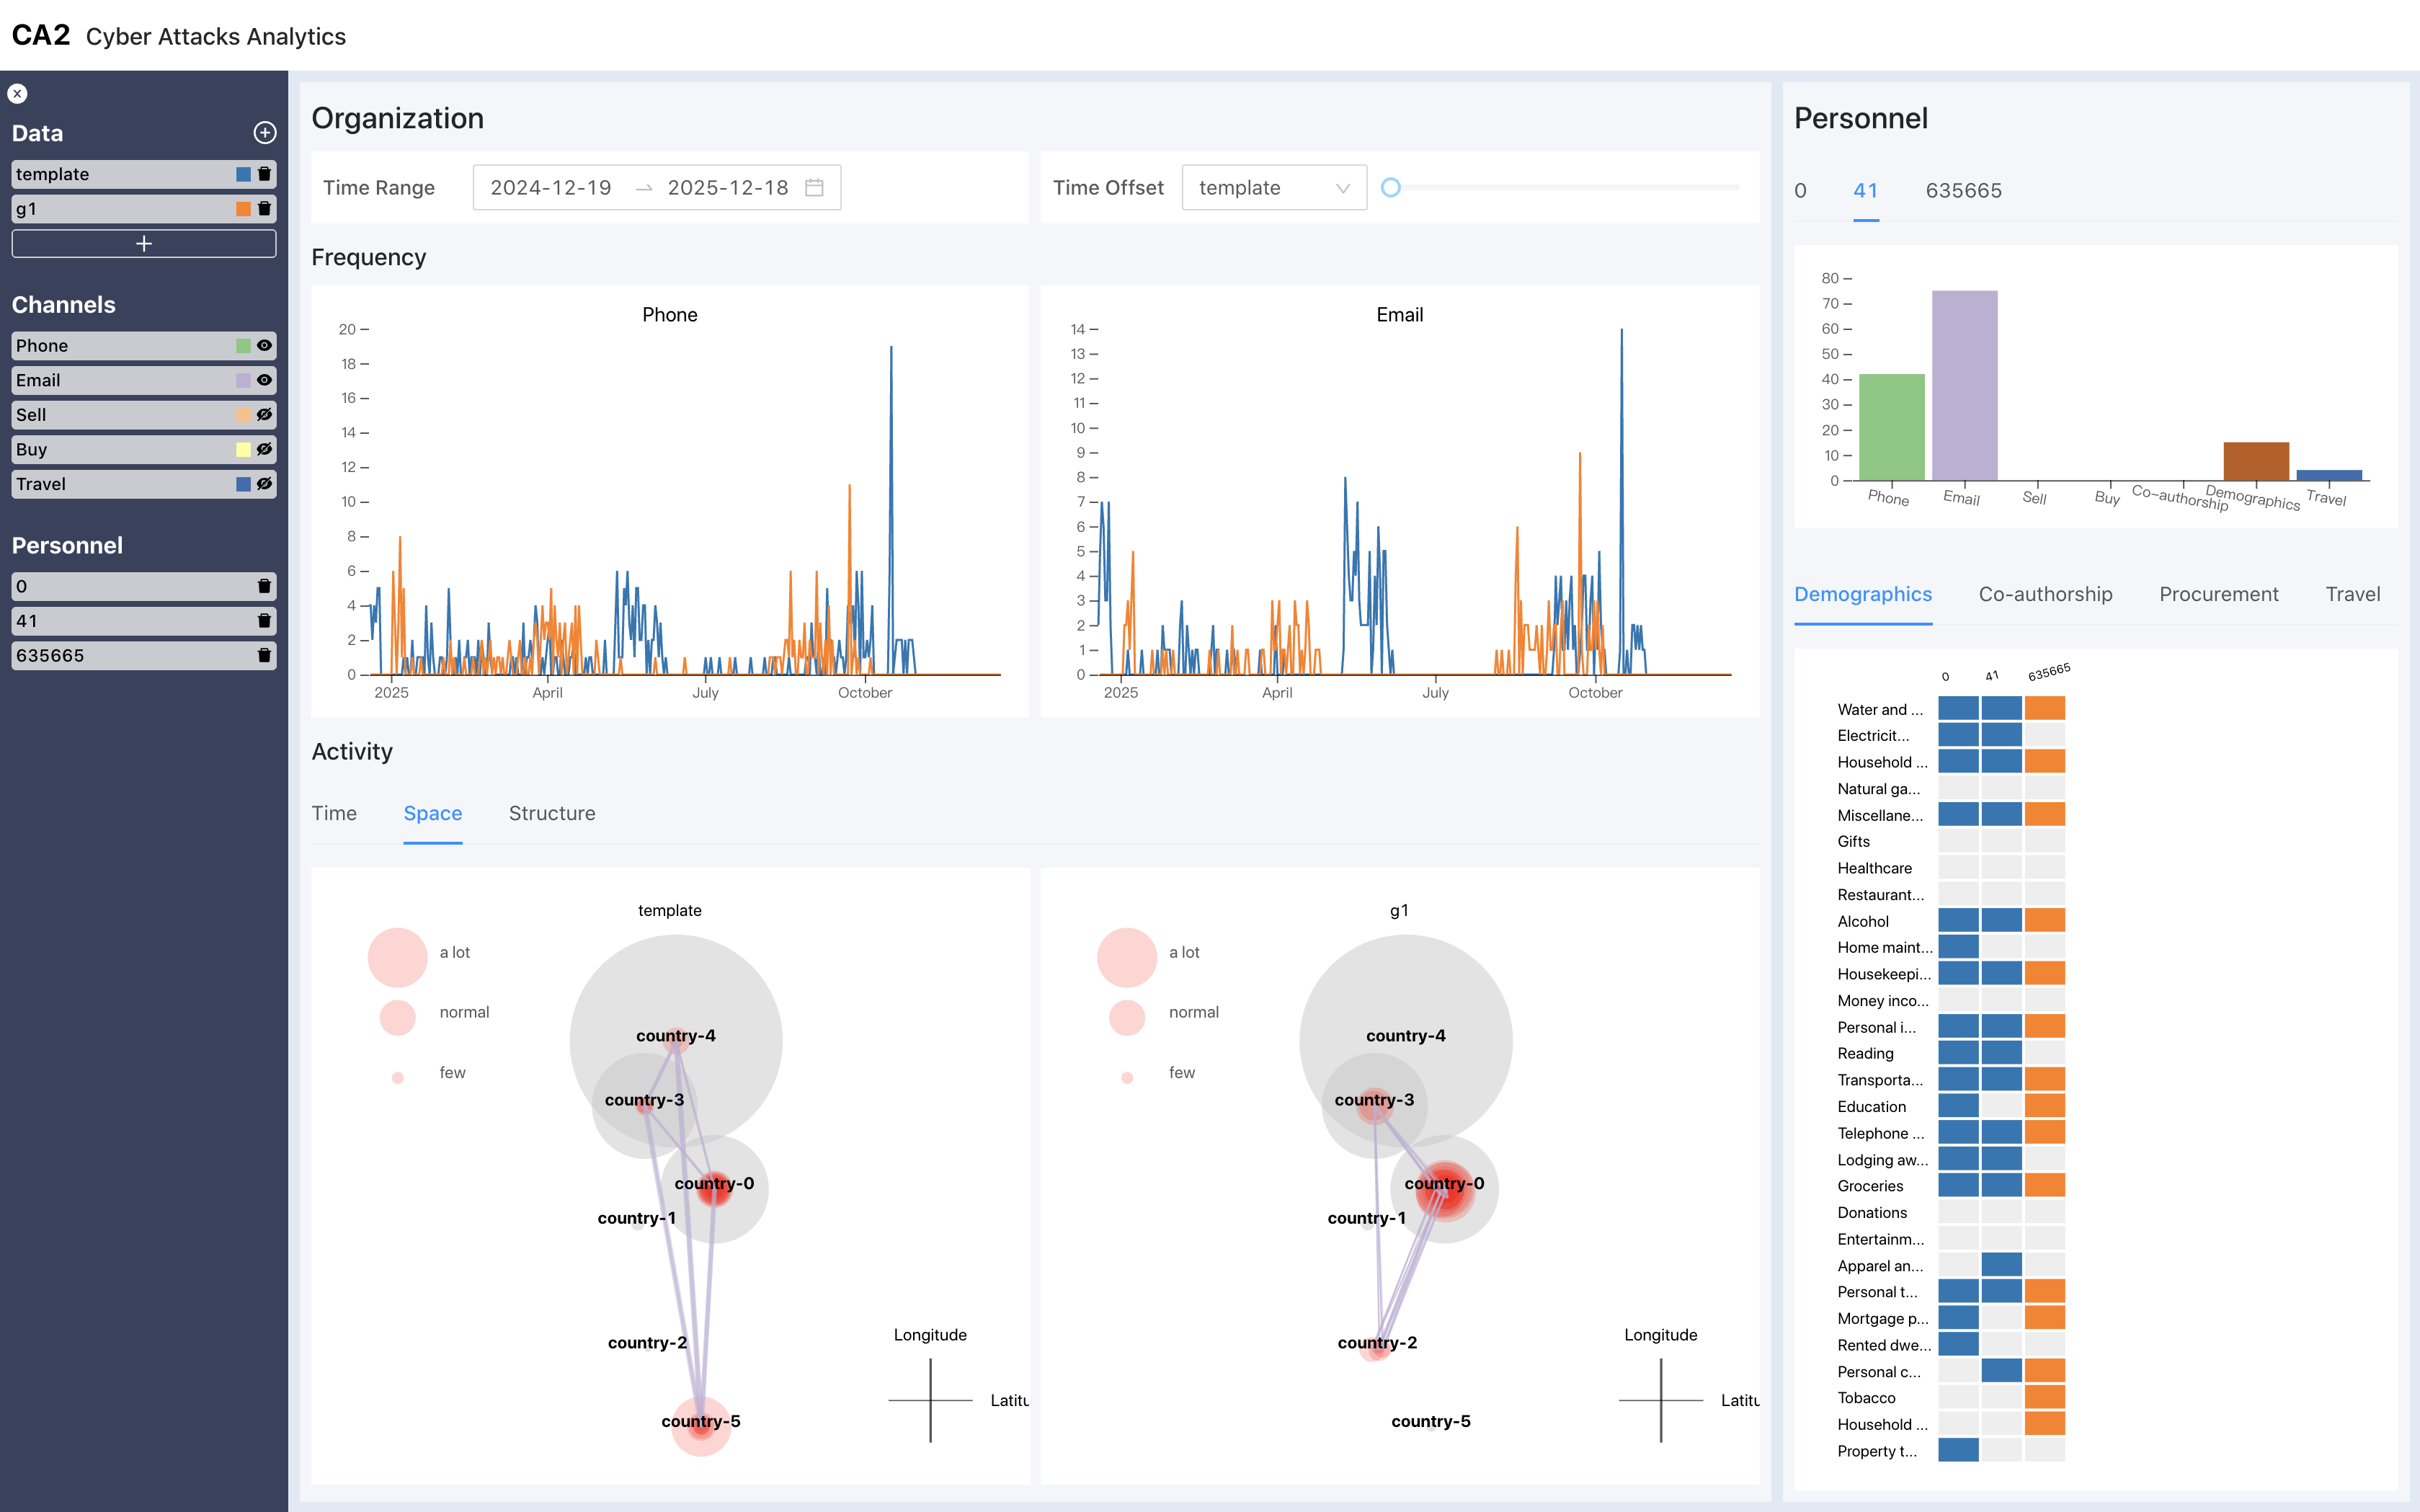 CA2 Cyber Attacks Analytics
Data
template
g1
Channels
Phone
Email
Sell
Buy
Travel
Personnel
0
41
635665
Organization
Time Range 2024-12-19 → 2025-12-18
Time Offset template
Frequency
Phone
20
18
16
14
12
10
8
6
4
2
0
2025 April July October
Email
14
13
12
11
10
9
8
7
6
5
4
3
2
1
0
2025 April July October
Activity
Time Space Structure
template
a lot
normal
few
country-4
country-3
country-0
country-1
country-2
country-5
Longitude
Latitu
g1
a lot
normal
few
country-4
country-3
country-0
country-1
country-2
country-5
Longitude
Latitu
Personnel
0 41 635665
80
70
60
50
40
30
20
10
0
Phone Email Sell Buy Co-authorship Demographics Travel
Demographics Co-authorship Procurement Travel
0 41 635665
Water and ...
Electricit...
Household ...
Natural ga...
Miscellane...
Gifts
Healthcare
Restaurant...
Alcohol
Home maint...
Housekeepi...
Money inco...
Personal i...
Reading
Transporta...
Education
Telephone ...
Lodging aw...
Groceries
Donations
Entertainm...
Apparel an...
Personal t...
Mortgage p...
Rented dwe...
Personal c...
Tobacco
Household ...
Property t...